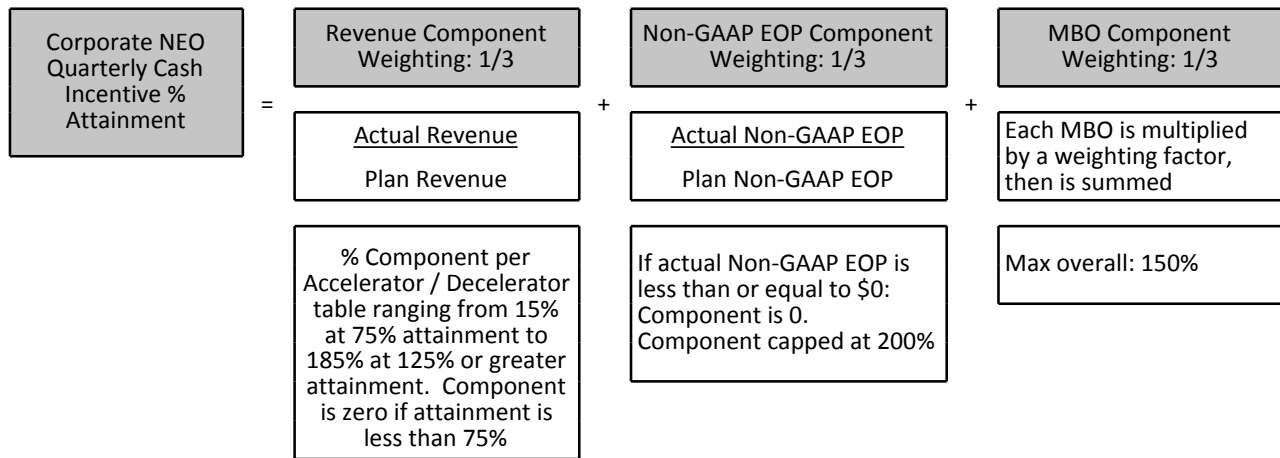 Corporate NEO
Quarterly Cash
Incentive %
Attainment
=
Revenue Component
Weighting: 1/3
+
Non-GAAP EOP Component
Weighting: 1/3
+
MBO Component
Weighting: 1/3
Actual Revenue
Plan Revenue
Actual Non-GAAP EOP
Plan Non-GAAP EOP
Each MBO is multiplied
by a weighting factor,
then is summed
% Component per
Accelerator / Decelerator
table ranging from 15%
at 75% attainment to
185% at 125% or greater
attainment.  Component
is zero if attainment is
less than 75%
If actual Non-GAAP EOP is
less than or equal to $0:
Component is 0.
Component capped at 200%
Max overall: 150%